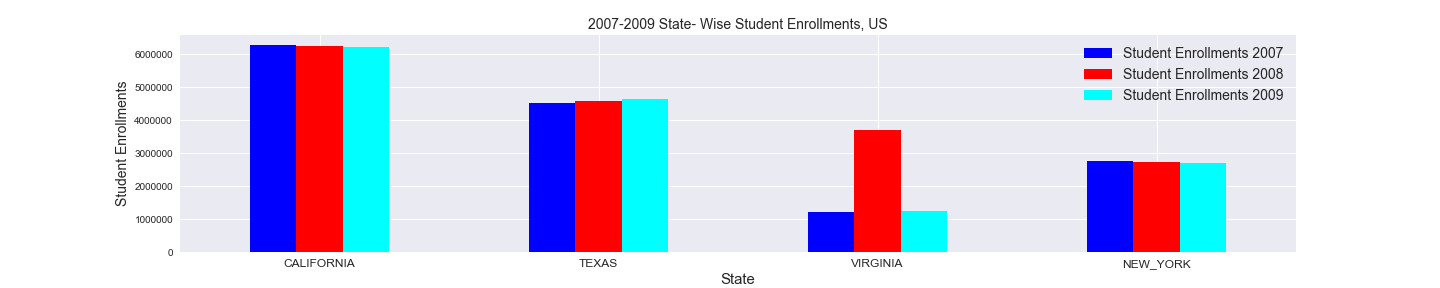 2007-2009 State- Wise Student Enrollments, US
Student Enrollments 2007
Student Enrollments 2008
Student Enrollments 2009
Student Enrollments
6000000
5000000
4000000
3000000
2000000
1000000
0
CALIFORNIA
TEXAS
VIRGINIA
NEW_YORK
State